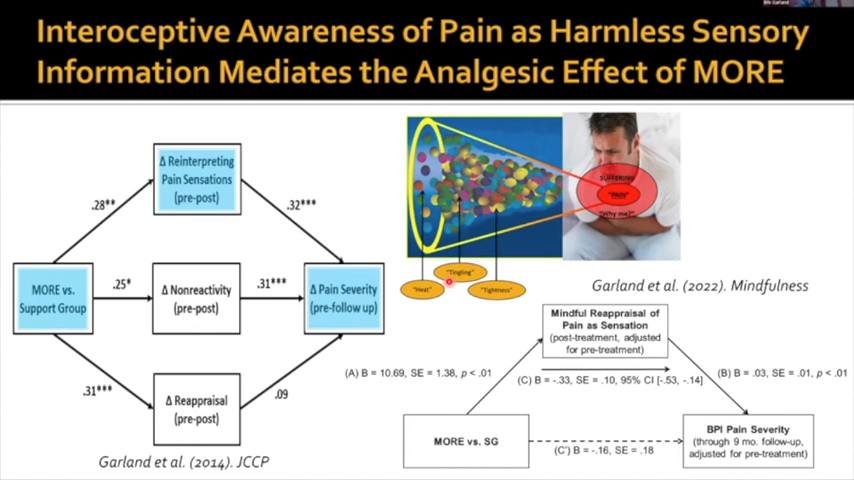 Eric Garland
Interoceptive Awareness of Pain as Harmless Sensory
Information Mediates the Analgesic Effect of MORE
Δ Reinterpreting
Pain Sensations
(pre-post)
.28**
.32***
MORE vs.
Support Group
.25*
Δ Nonreactivity
(pre-post)
.31***
Δ Pain Severity
(pre-follow up)
.31***
Δ Reappraisal
(pre-post)
.09
Garland et al. (2014). JCCP
SUFFERING
"PAIN"
"Why me?"
"Tingling"
"Heat"
"Tightness"
Garland et al. (2022). Mindfulness
Mindful Reappraisal of
Pain as Sensation
(post-treatment, adjusted
for pre-treatment)
(A) B = 10.69, SE = 1.38, p < .01
(C) B = -.33, SE = .10, 95% CI [-.53, -.14]
(B) B = .03, SE = .01, p < .01
MORE vs. SG
(C') B = -.16, SE = .18
BPI Pain Severity
(through 9 mo. follow-up,
adjusted for pre-treatment)